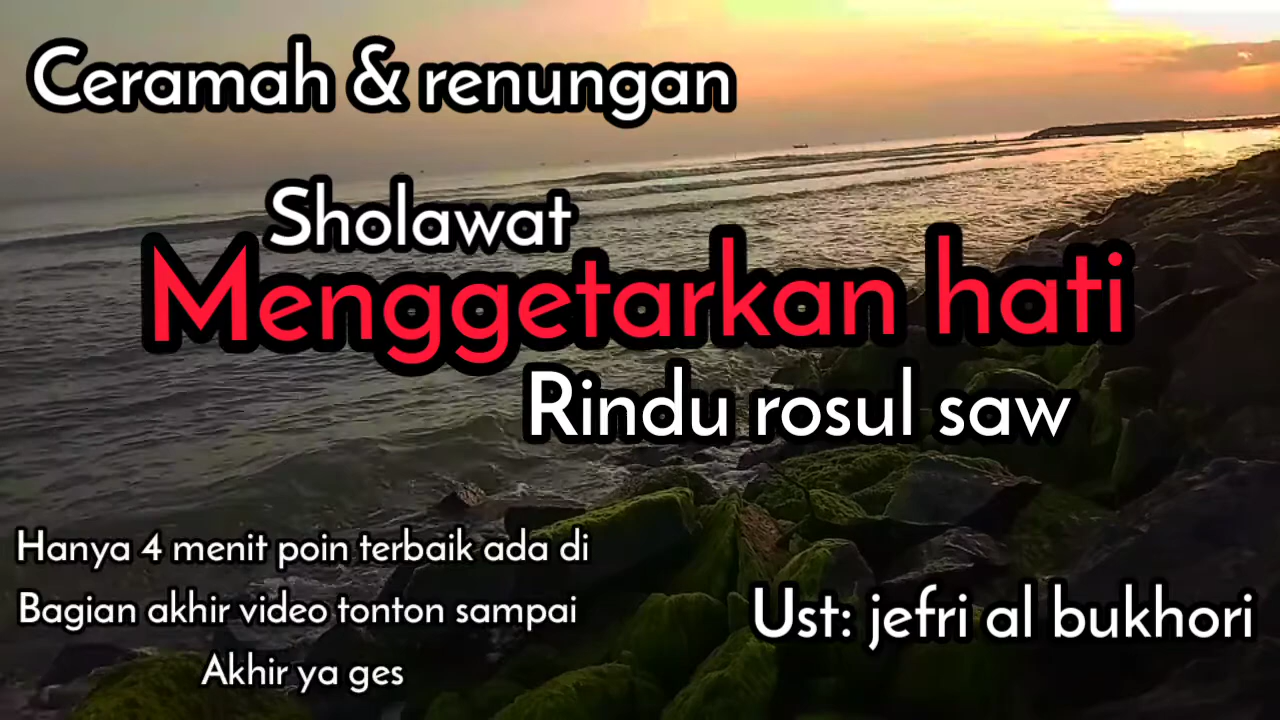 Ceramah & renungan
Sholawat
Menggetarkan hati
Rindu rosul saw
Hanya 4 menit poin terbaik ada di
Bagian akhir video tonton sampai
Akhir ya ges
Ust: jefri al bukhori